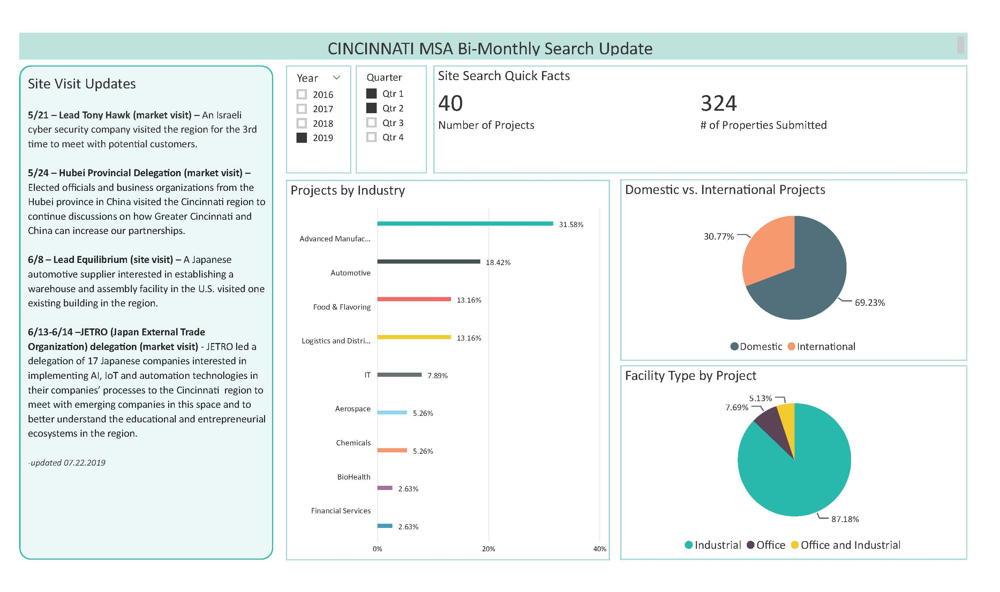 CINCINNATI MSA Bi-Monthly Search Update
Site Visit Updates
5/21 – Lead Tony Hawk (market visit) – An Israeli
cyber security company visited the region for the 3rd
time to meet with potential customers.
5/24 – Hubei Provincial Delegation (market visit) –
Elected officials and business organizations from the
Hubei province in China visited the Cincinnati region to
continue discussions on how Greater Cincinnati and
China can increase our partnerships.
6/8 – Lead Equilibrium (site visit) – A Japanese
automotive supplier interested in establishing a
warehouse and assembly facility in the U.S. visited one
existing building in the region.
6/13-6/14 –JETRO (Japan External Trade
Organization) delegation (market visit) - JETRO led a
delegation of 17 Japanese companies interested in
implementing AI, IoT and automation technologies in
their companies’ processes to the Cincinnati  region to
meet with emerging companies in this space and to
better understand the educational and entrepreneurial
ecosystems in the region.
-updated 07.22.2019
Year
2016
2017
2018
2019
Quarter
Qtr 1
Qtr 2
Qtr 3
Qtr 4
Site Search Quick Facts
40
Number of Projects
324
# of Properties Submitted
Projects by Industry
31.58%
Advanced Manufac...
18.42%
Automotive
13.16%
Food & Flavoring
13.16%
Logistics and Distri...
7.89%
IT
5.26%
Aerospace
5.26%
Chemicals
2.63%
BioHealth
2.63%
Financial Services
0% 20% 40%
Domestic vs. International Projects
30.77%
69.23%
Domestic International
Facility Type by Project
5.13%
7.69%
87.18%
Industrial Office Office and Industrial